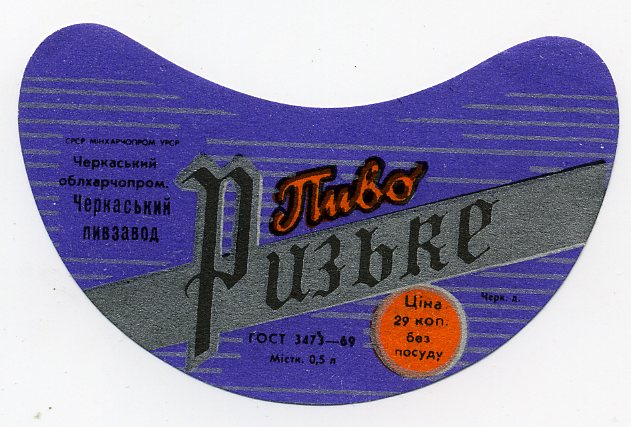 СРСР МІНХАРЧОПРОМ УРСР
Черкаський
облхарчопром.
Черкаський
пивзавод
Пиво
Ризьке
ГОСТ 3473—69
Містк. 0,5 л
Ціна
29 коп.
без
посуду
Черк. д.